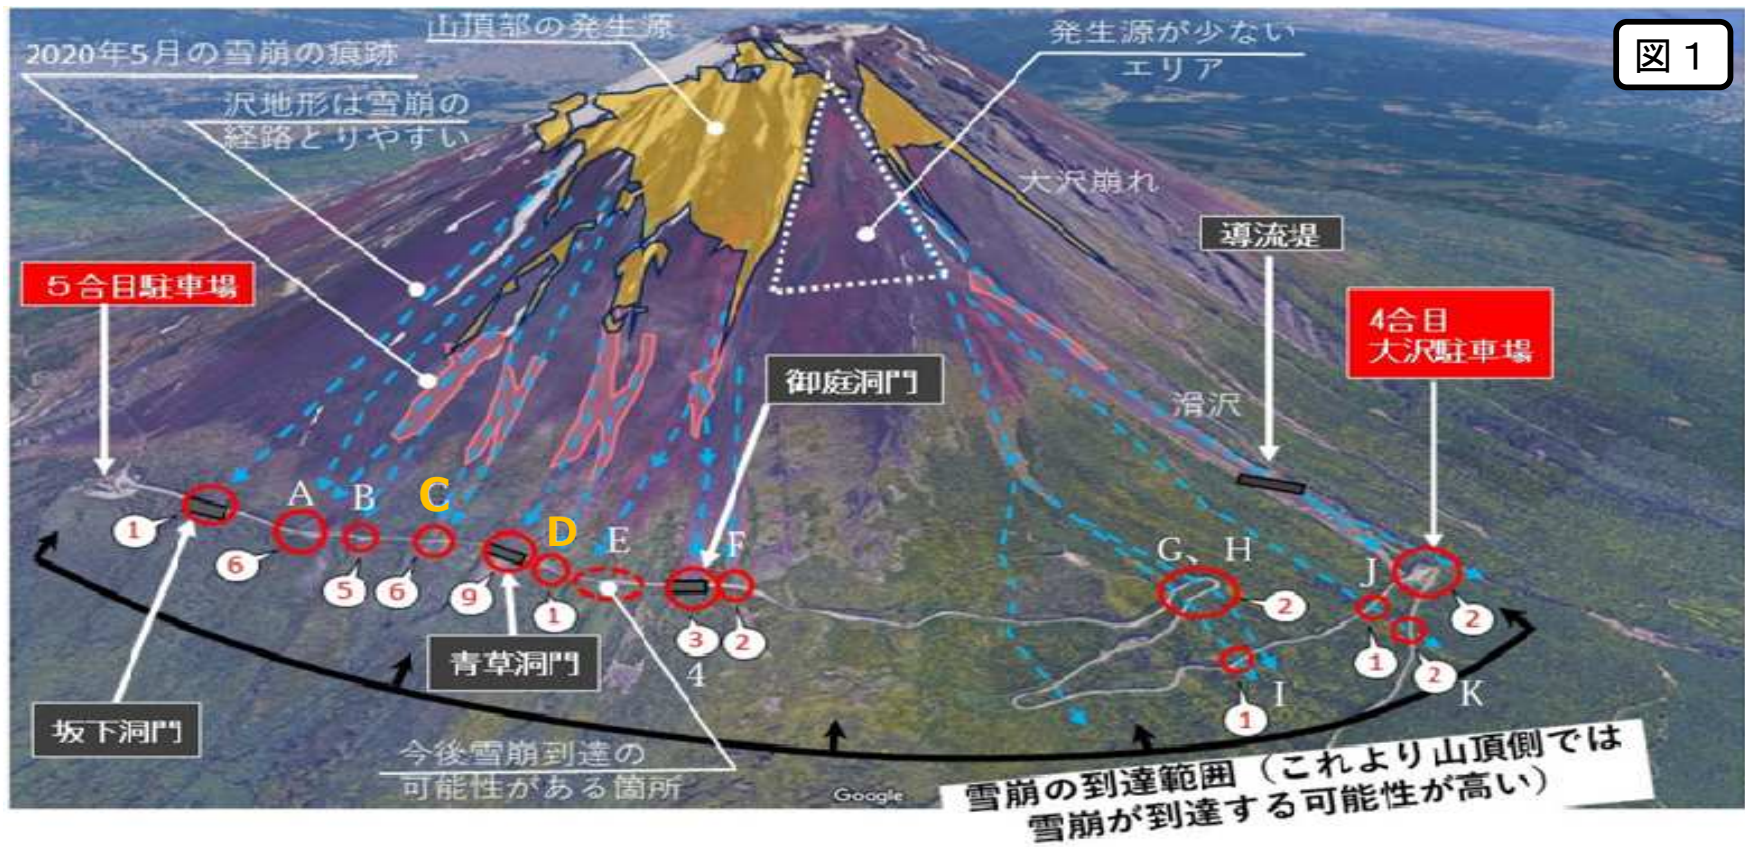 図１
山頂部の発生源
発生源が少ない
エリア
2020年5月の雪崩の痕跡
沢地形は雪崩の
経路とりやすい
大沢崩れ
導流堤
５合目駐車場
4合目
大沢駐車場
御庭洞門
滑沢
A
B
C
D
E
F
G、H
J
1
6
5
6
9
1
3
2
4
2
1
I
1
2
K
2
青草洞門
坂下洞門
今後雪崩到達の
可能性がある箇所
Google
雪崩の到達範囲（これより山頂側では
雪崩が到達する可能性が高い）